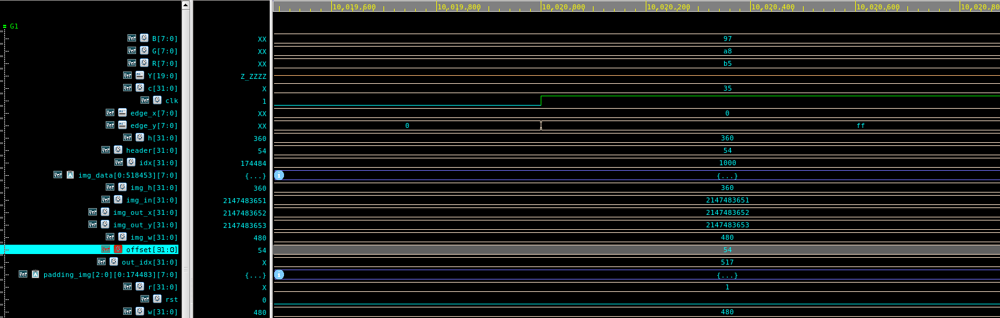 10,019,600 10,019,800 10,020,000 10,020,200 10,020,400 10,020,600 10,020,80
G1
B[7:0] XX 97
G[7:0] XX a8
R[7:0] XX b5
Y[19:0] Z_ZZZZ
c[31:0] X 35
clk 1
edge_x[7:0] XX 0
edge_y[7:0] XX 0 ff
h[31:0] 360 360
header[31:0] 54 54
idx[31:0] 174484 1000
img_data[0:518453][7:0] {...} {...}
img_h[31:0] 360 360
img_in[31:0] 2147483651 2147483651
img_out_x[31:0] 2147483652 2147483652
img_out_y[31:0] 2147483653 2147483653
img_w[31:0] 480 480
offset[31:0] 54 54
out_idx[31:0] X 517
padding_img[2:0][0:174483][7:0] {...} {...}
r[31:0] X 1
rst 0
w[31:0] 480 480